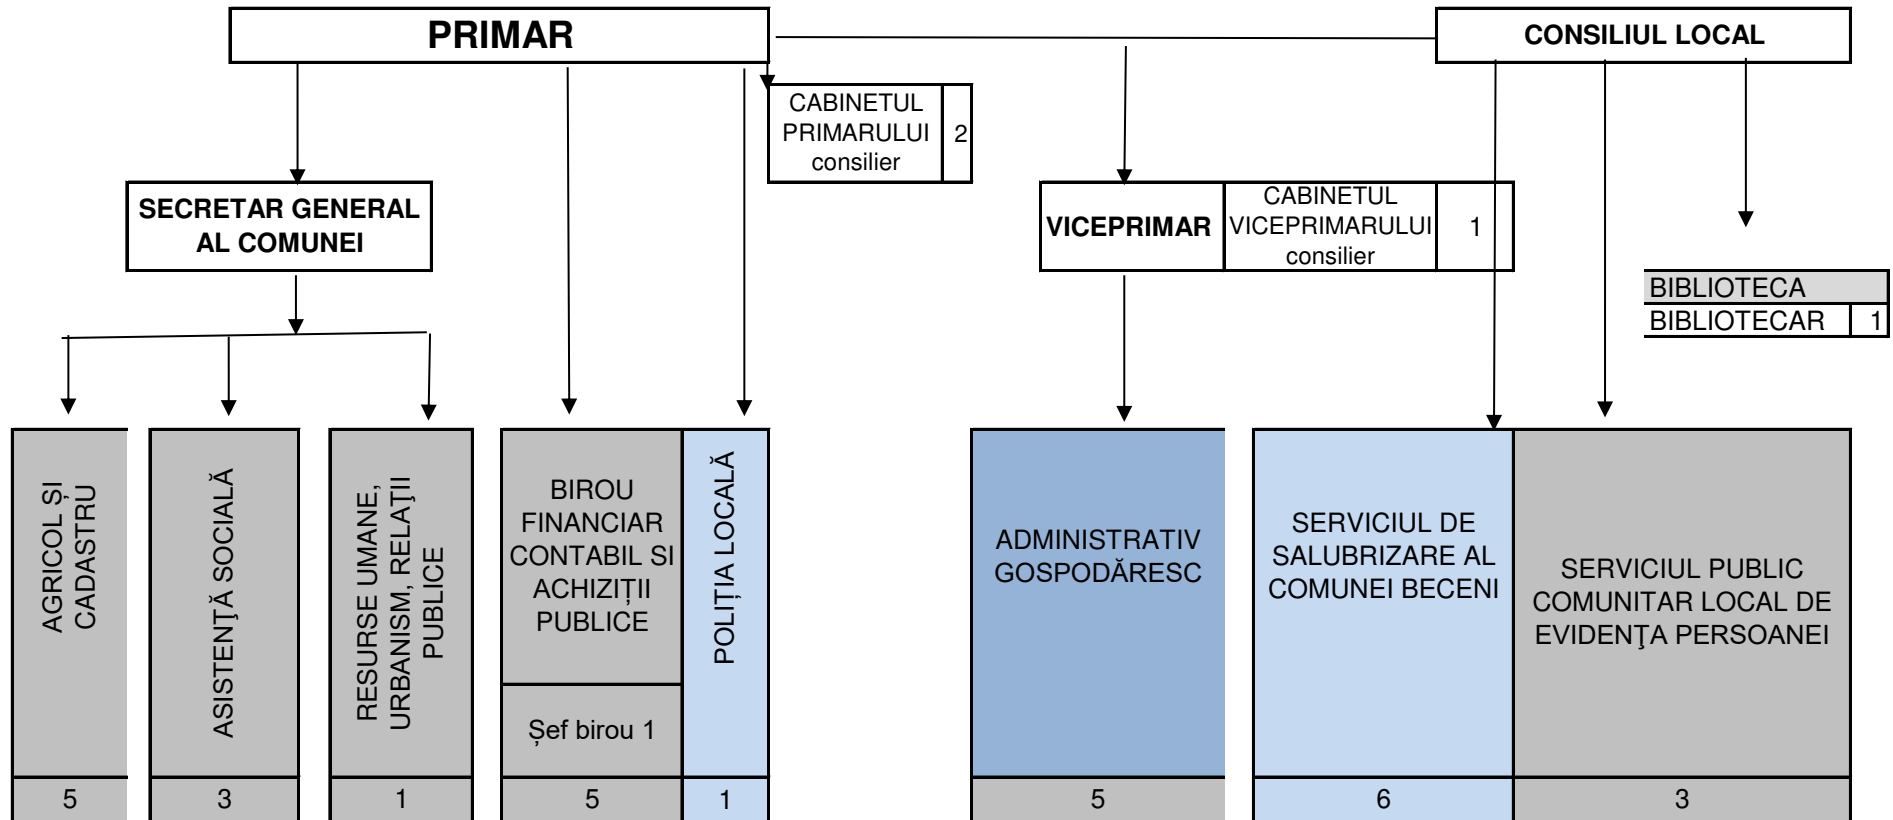 PRIMAR
CONSILIUL LOCAL
CABINETUL
PRIMARULUI
consilier
2
SECRETAR GENERAL
AL COMUNEI
VICEPRIMAR
CABINETUL
VICEPRIMARULUI
consilier
1
BIBLIOTECA
BIBLIOTECAR
1
AGRICOL ȘI
CADASTRU
ASISTENŢĂ SOCIALĂ
RESURSE UMANE,
URBANISM, RELAŢII
PUBLICE
BIROU
FINANCIAR
CONTABIL SI
ACHIZIȚII
PUBLICE
Șef birou 1
POLIȚIA LOCALĂ
ADMINISTRATIV
GOSPODĂRESC
SERVICIUL DE
SALUBRIZARE AL
COMUNEI BECENI
SERVICIUL PUBLIC
COMUNITAR LOCAL DE
EVIDENŢA PERSOANEI
5
3
1
5
1
5
6
3